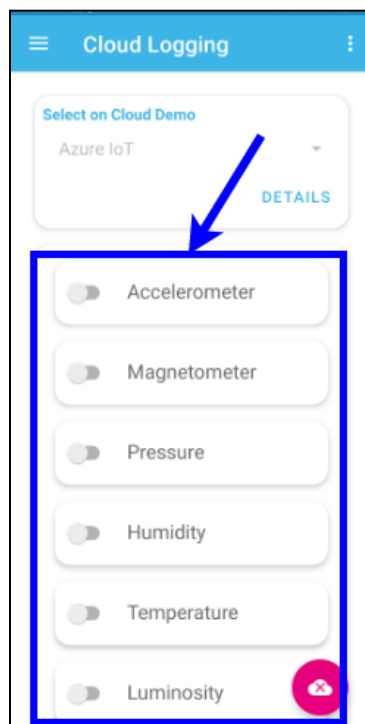 Cloud Logging
Select on Cloud Demo
Azure IoT
DETAILS
Accelerometer
Magnetometer
Pressure
Humidity
Temperature
Luminosity